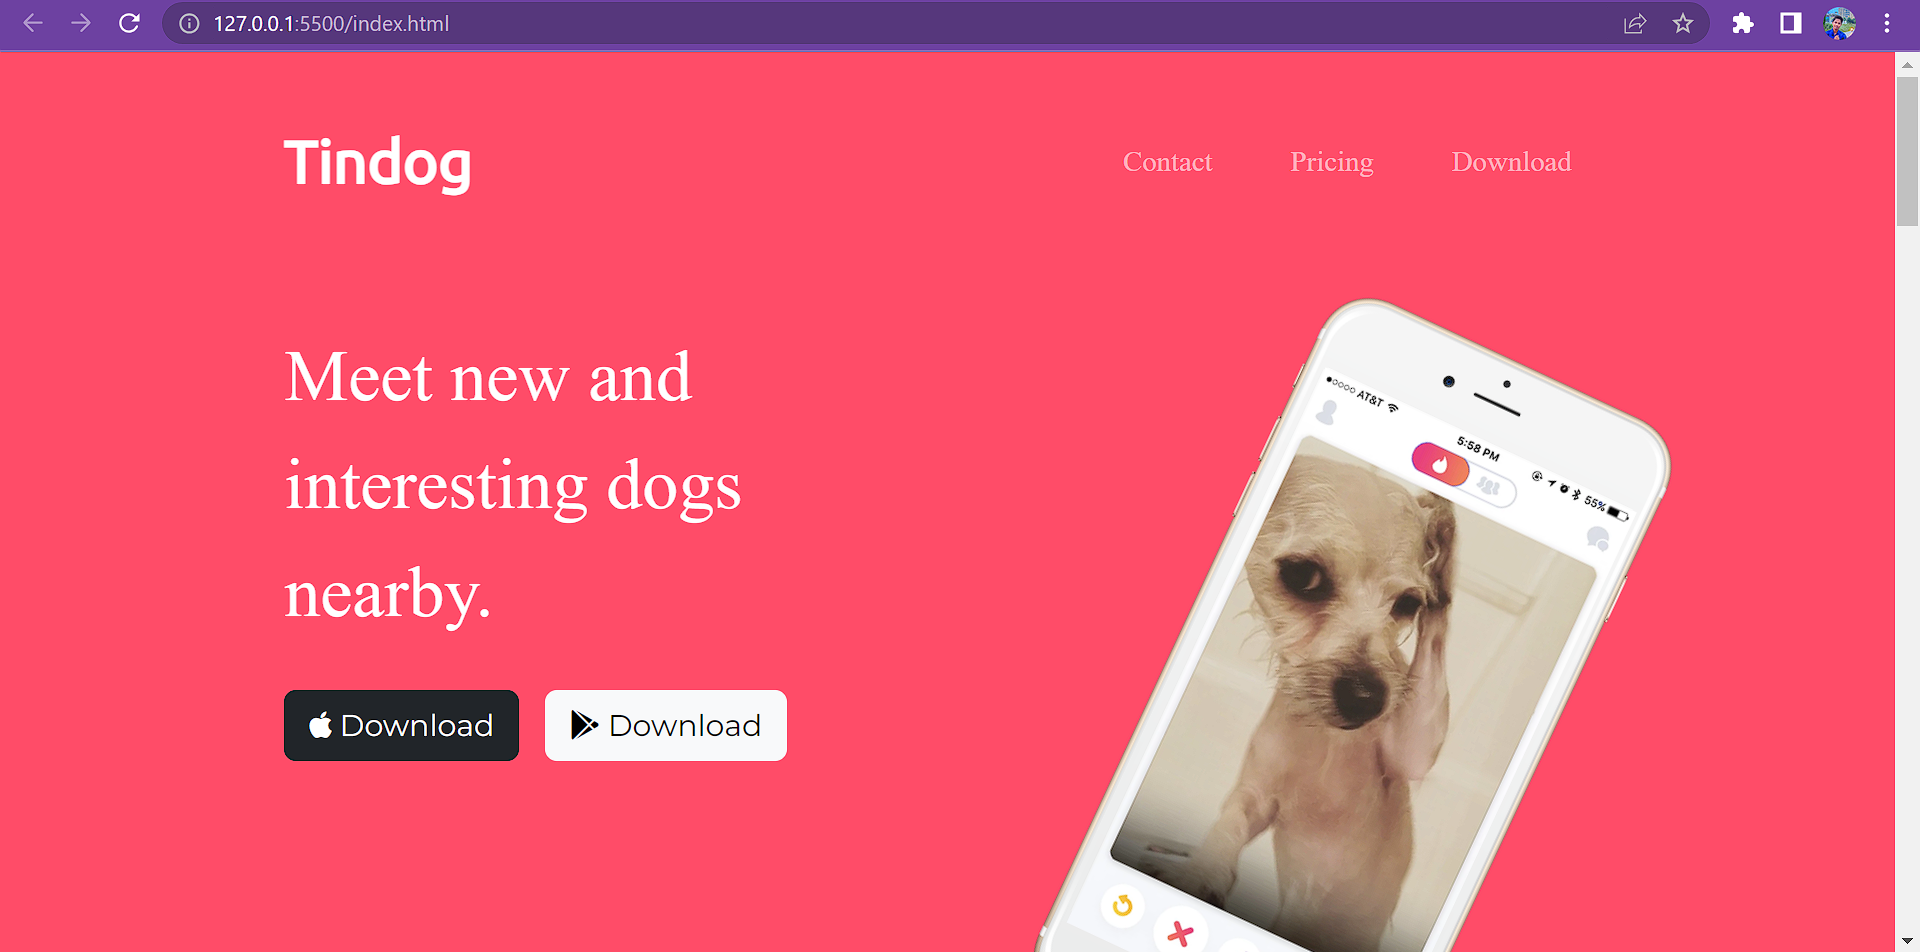 127.0.0.1:5500/index.html
Tindog
Contact Pricing Download
Meet new and
interesting dogs
nearby.
Download Download
AT&T
5:58 PM
55%